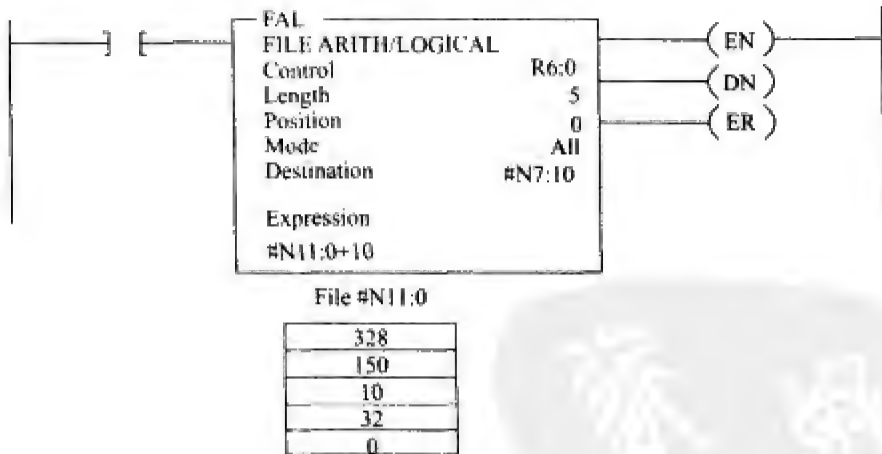 FAL
FILE ARITH/LOGICAL
EN
Control R6:0
DN
Length 5
Position 0
ER
Mode All
Destination #N7:10
Expression
#N11:0+10
File #N11:0
328
150
10
32
0